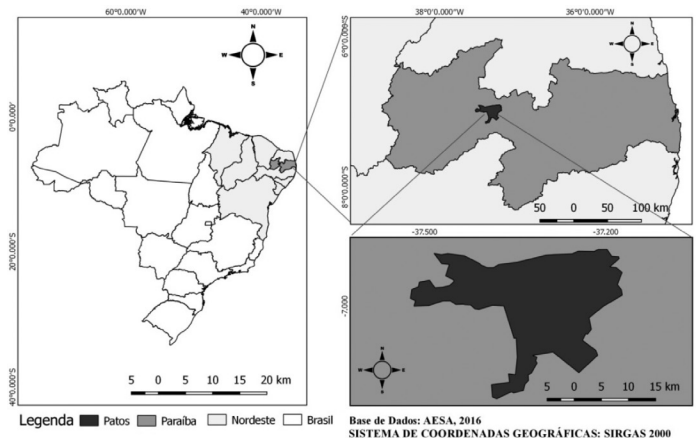 60°0.000'W 40°0.000'W
0°0.000'
20°0.000'S
40°0.000'S
N
W E
S
5 0 5 10 15 20 km
38°0.000'W 36°0.000'W
6°0.009'S
8°0.000'S
N
W E
S
50 0 50 100 km
-37.500 -37.200
-7.000
N
W E
S
5 0 5 10 15 km
Legenda Patos Paraíba Nordeste Brasil
Base de Dados: AESA, 2016
SISTEMA DE COORDENADAS GEOGRÁFICAS: SIRGAS 2000